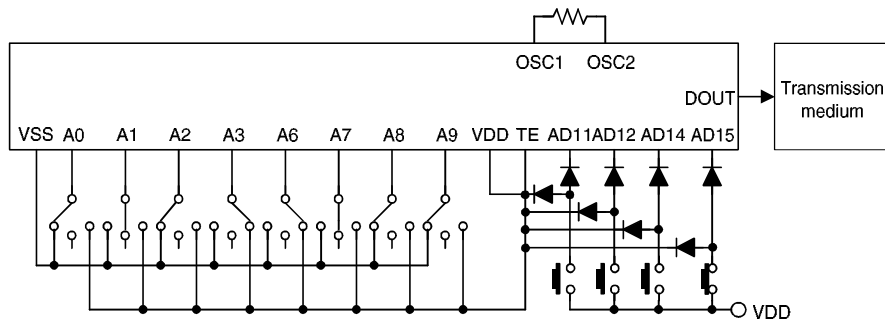 OSC1 OSC2
DOUT
Transmission
medium
VSS A0 A1 A2 A3 A6 A7 A8 A9 VDD TE AD11 AD12 AD14 AD15
VDD